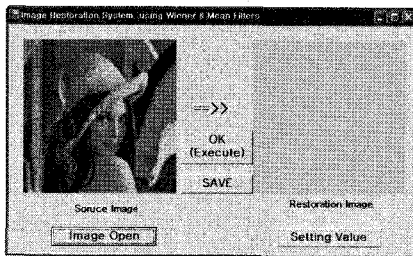 Image Restoration System, using Wiener & Mean Filters
==>>
OK
(Execute)
SAVE
Soruce Image
Restoration Image
Image Open
Setting Value